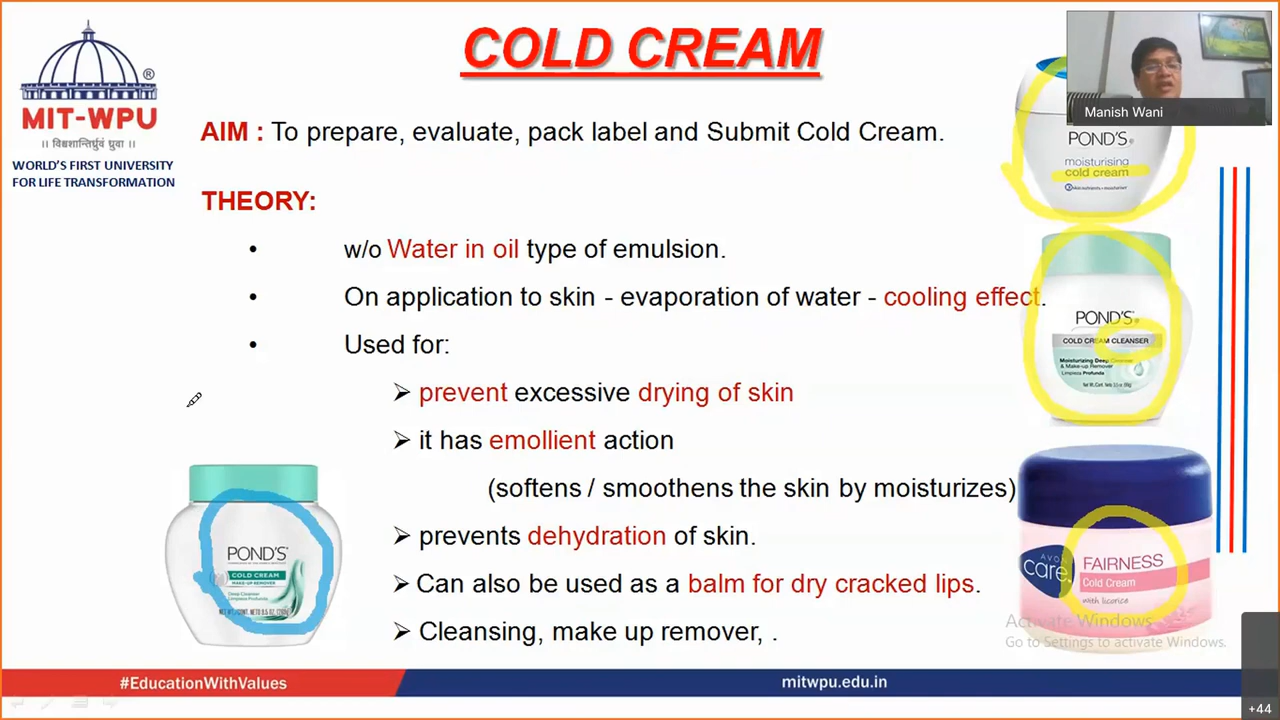 COLD CREAM
®
MIT-WPU
।। विश्वशान्तिर्ध्रुवं ध्रुवा ।।
WORLD'S FIRST UNIVERSITY
FOR LIFE TRANSFORMATION
Manish Wani
AIM : To prepare, evaluate, pack label and Submit Cold Cream.
THEORY:
• w/o Water in oil type of emulsion.
• On application to skin - evaporation of water - cooling effect.
• Used for:
➢ prevent excessive drying of skin
➢ it has emollient action
(softens / smoothens the skin by moisturizes)
➢ prevents dehydration of skin.
➢ Can also be used as a balm for dry cracked lips.
➢ Cleansing, make up remover, .
POND'S
moisturising
cold cream
POND'S
COLD CREAM CLEANSER
Moisturizing Deep Cleanser
& Make-up Remover
Limpieza Profunda
AVON
care
FAIRNESS
Cold Cream
with licorice
POND'S
COLD CREAM
MAKE-UP REMOVER
Deep Cleanser
Limpieza Profunda
Activate Windows
Go to Settings to activate Windows.
#EducationWithValues
mitwpu.edu.in
+44